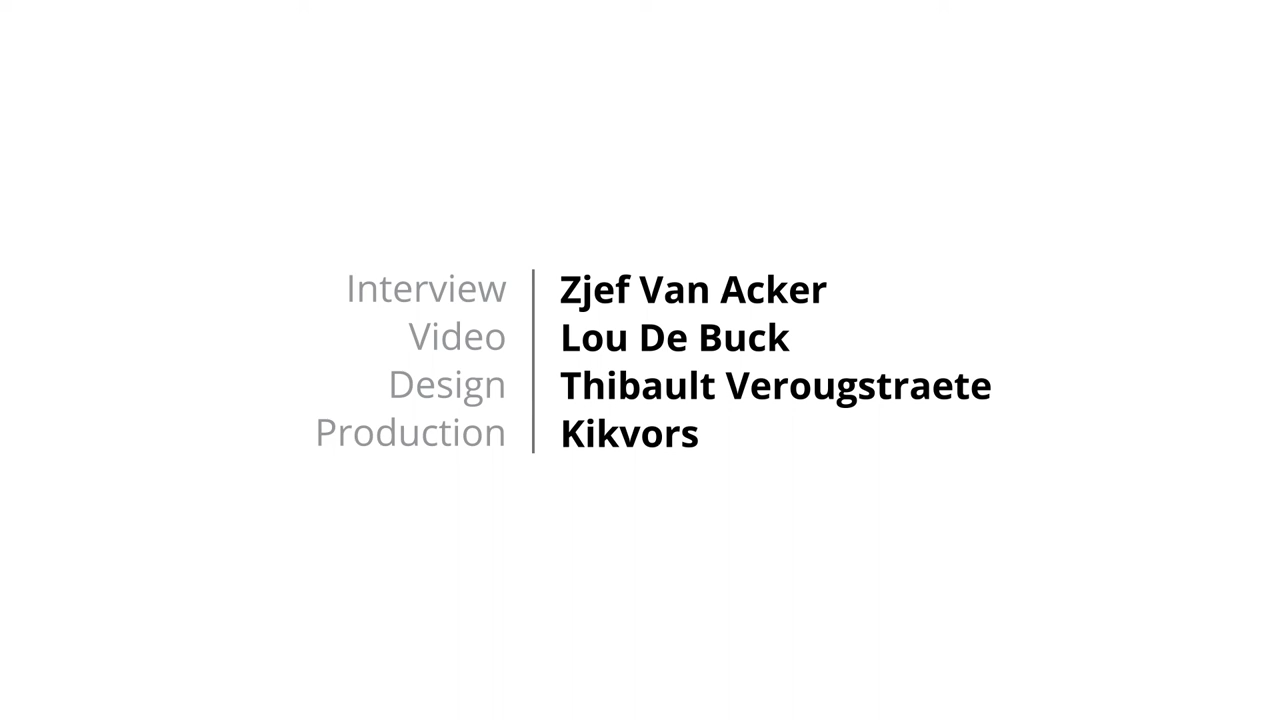 Interview Zjef Van Acker
Video Lou De Buck
Design Thibault Verougstraete
Production Kikvors